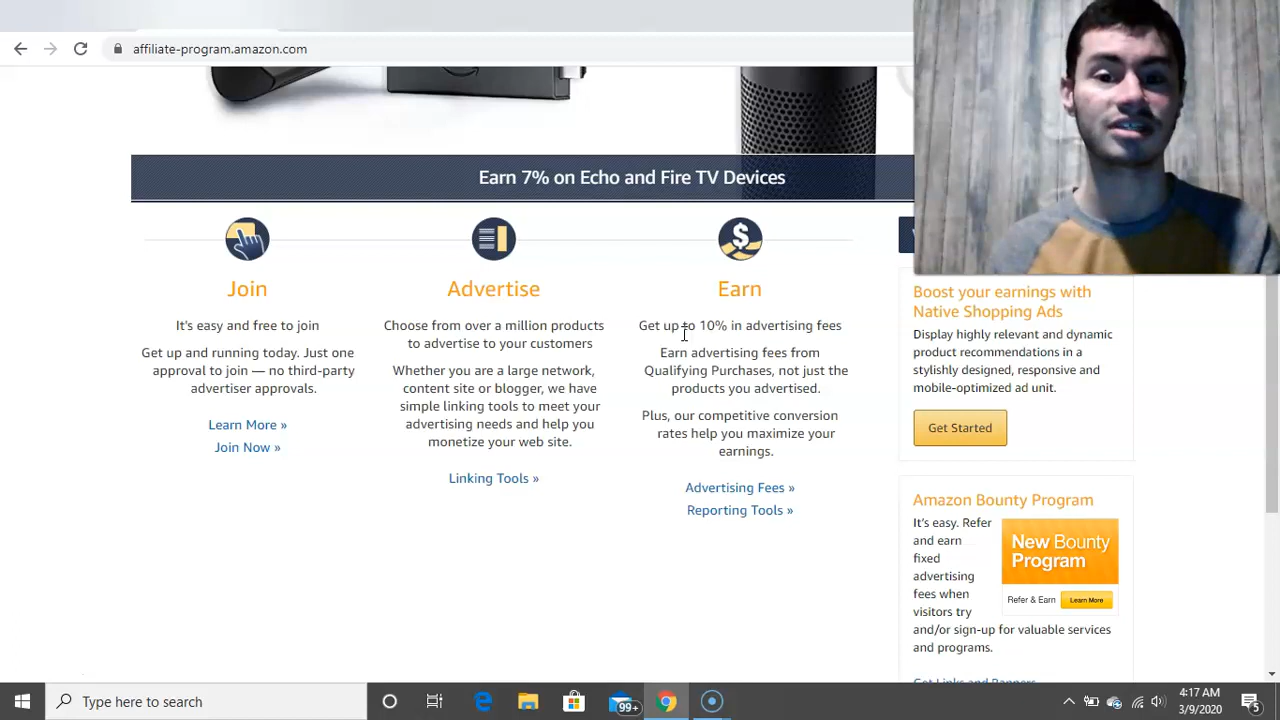 affiliate-program.amazon.com
Earn 7% on Echo and Fire TV Devices
Join
It's easy and free to join
Get up and running today. Just one
approval to join — no third-party
advertiser approvals.
Learn More »
Join Now »
Advertise
Choose from over a million products
to advertise to your customers
Whether you are a large network,
content site or blogger, we have
simple linking tools to meet your
advertising needs and help you
monetize your web site.
Linking Tools »
Earn
Get up to 10% in advertising fees
Earn advertising fees from
Qualifying Purchases, not just the
products you advertised.
Plus, our competitive conversion
rates help you maximize your
earnings.
Advertising Fees »
Reporting Tools »
Boost your earnings with
Native Shopping Ads
Display highly relevant and dynamic
product recommendations in a
stylishly designed, responsive and
mobile-optimized ad unit.
Get Started
Amazon Bounty Program
It's easy. Refer
and earn
fixed
advertising
fees when
visitors try
and/or sign-up for valuable services
and programs.
New Bounty
Program
Refer & Earn
Learn More
Get Links and Banners
Type here to search
99+
4:17 AM
3/9/2020
5